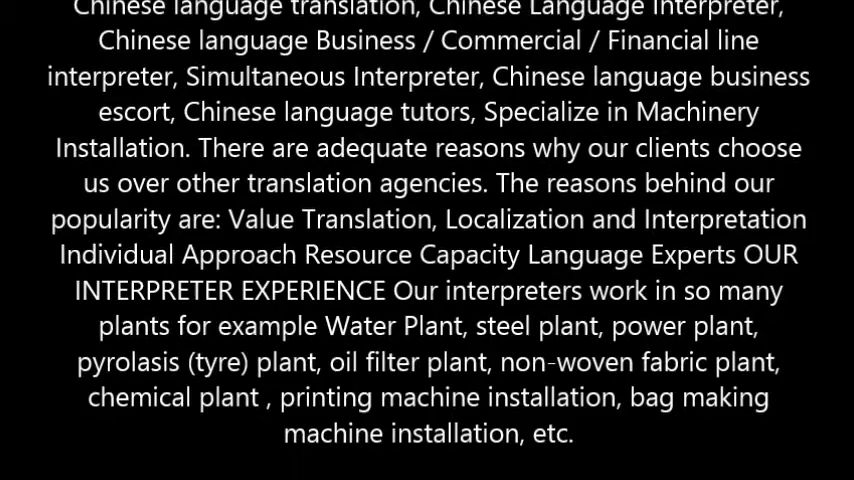 Chinese language translation, Chinese Language Interpreter,
Chinese language Business / Commercial / Financial line
interpreter, Simultaneous Interpreter, Chinese language business
escort, Chinese language tutors, Specialize in Machinery
Installation. There are adequate reasons why our clients choose
us over other translation agencies. The reasons behind our
popularity are: Value Translation, Localization and Interpretation
Individual Approach Resource Capacity Language Experts OUR
INTERPRETER EXPERIENCE Our interpreters work in so many
plants for example Water Plant, steel plant, power plant,
pyrolasis (tyre) plant, oil filter plant, non-woven fabric plant,
chemical plant , printing machine installation, bag making
machine installation, etc.